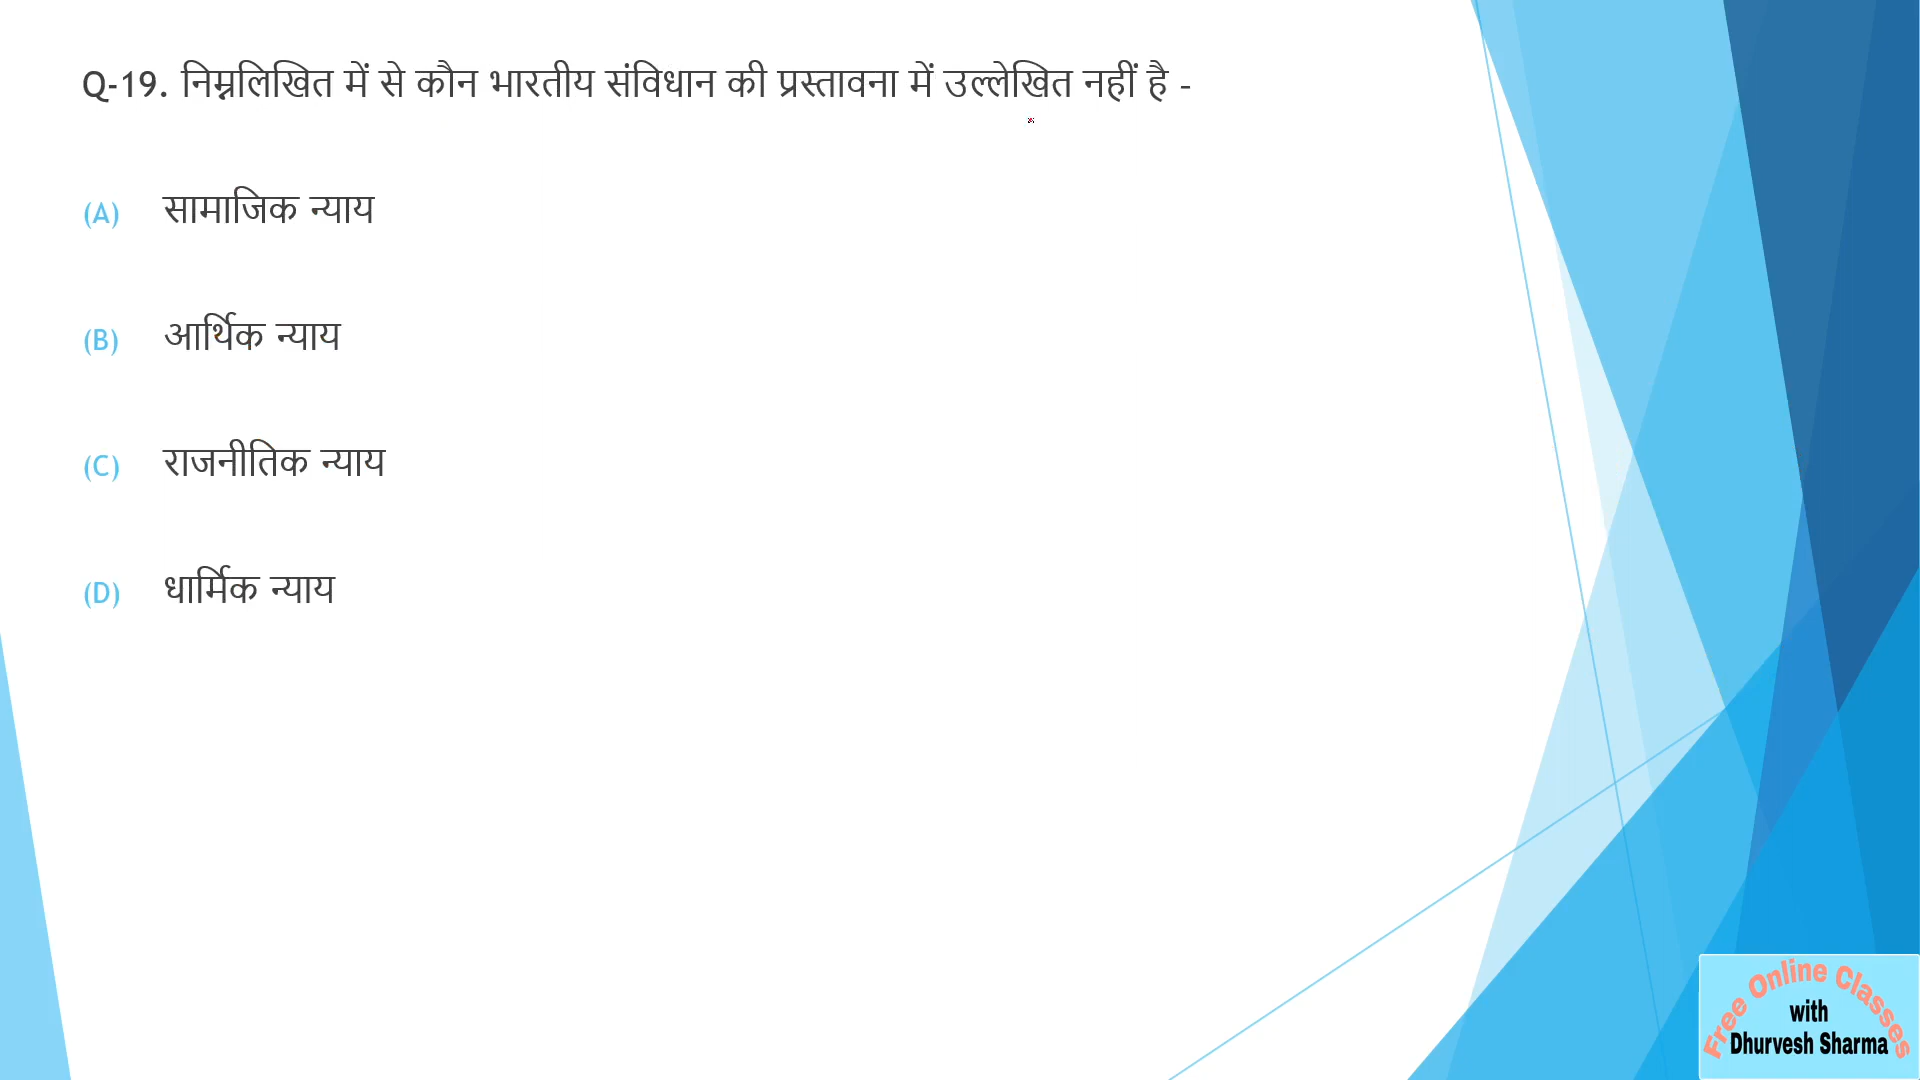 Q-19. निम्नलिखित में से कौन भारतीय संविधान की प्रस्तावना में उल्लेखित नहीं है -
(A) सामाजिक न्याय
(B) आर्थिक न्याय
(C) राजनीतिक न्याय
(D) धार्मिक न्याय
Free Online Classes
with
Dhurvesh Sharma